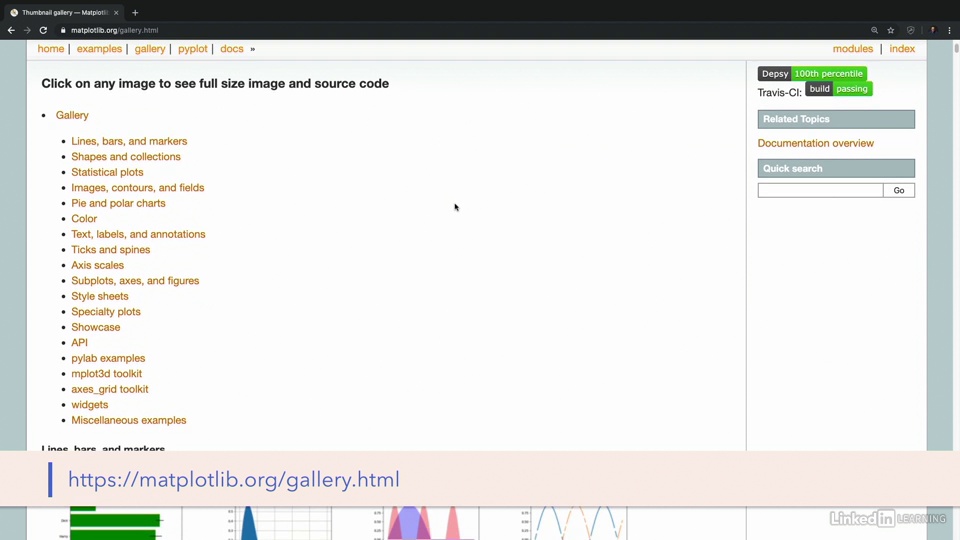 Thumbnail gallery — Matplotli
matplotlib.org/gallery.html
home | examples | gallery | pyplot | docs »
modules | index
Click on any image to see full size image and source code
Depsy 100th percentile
Travis-CI: build passing
Gallery
Related Topics
Documentation overview
Quick search
Go
Lines, bars, and markers
Shapes and collections
Statistical plots
Images, contours, and fields
Pie and polar charts
Color
Text, labels, and annotations
Ticks and spines
Axis scales
Subplots, axes, and figures
Style sheets
Specialty plots
Showcase
API
pylab examples
mplot3d toolkit
axes_grid toolkit
widgets
Miscellaneous examples
Lines, bars, and markers
https://matplotlib.org/gallery.html
LinkedIn LEARNING